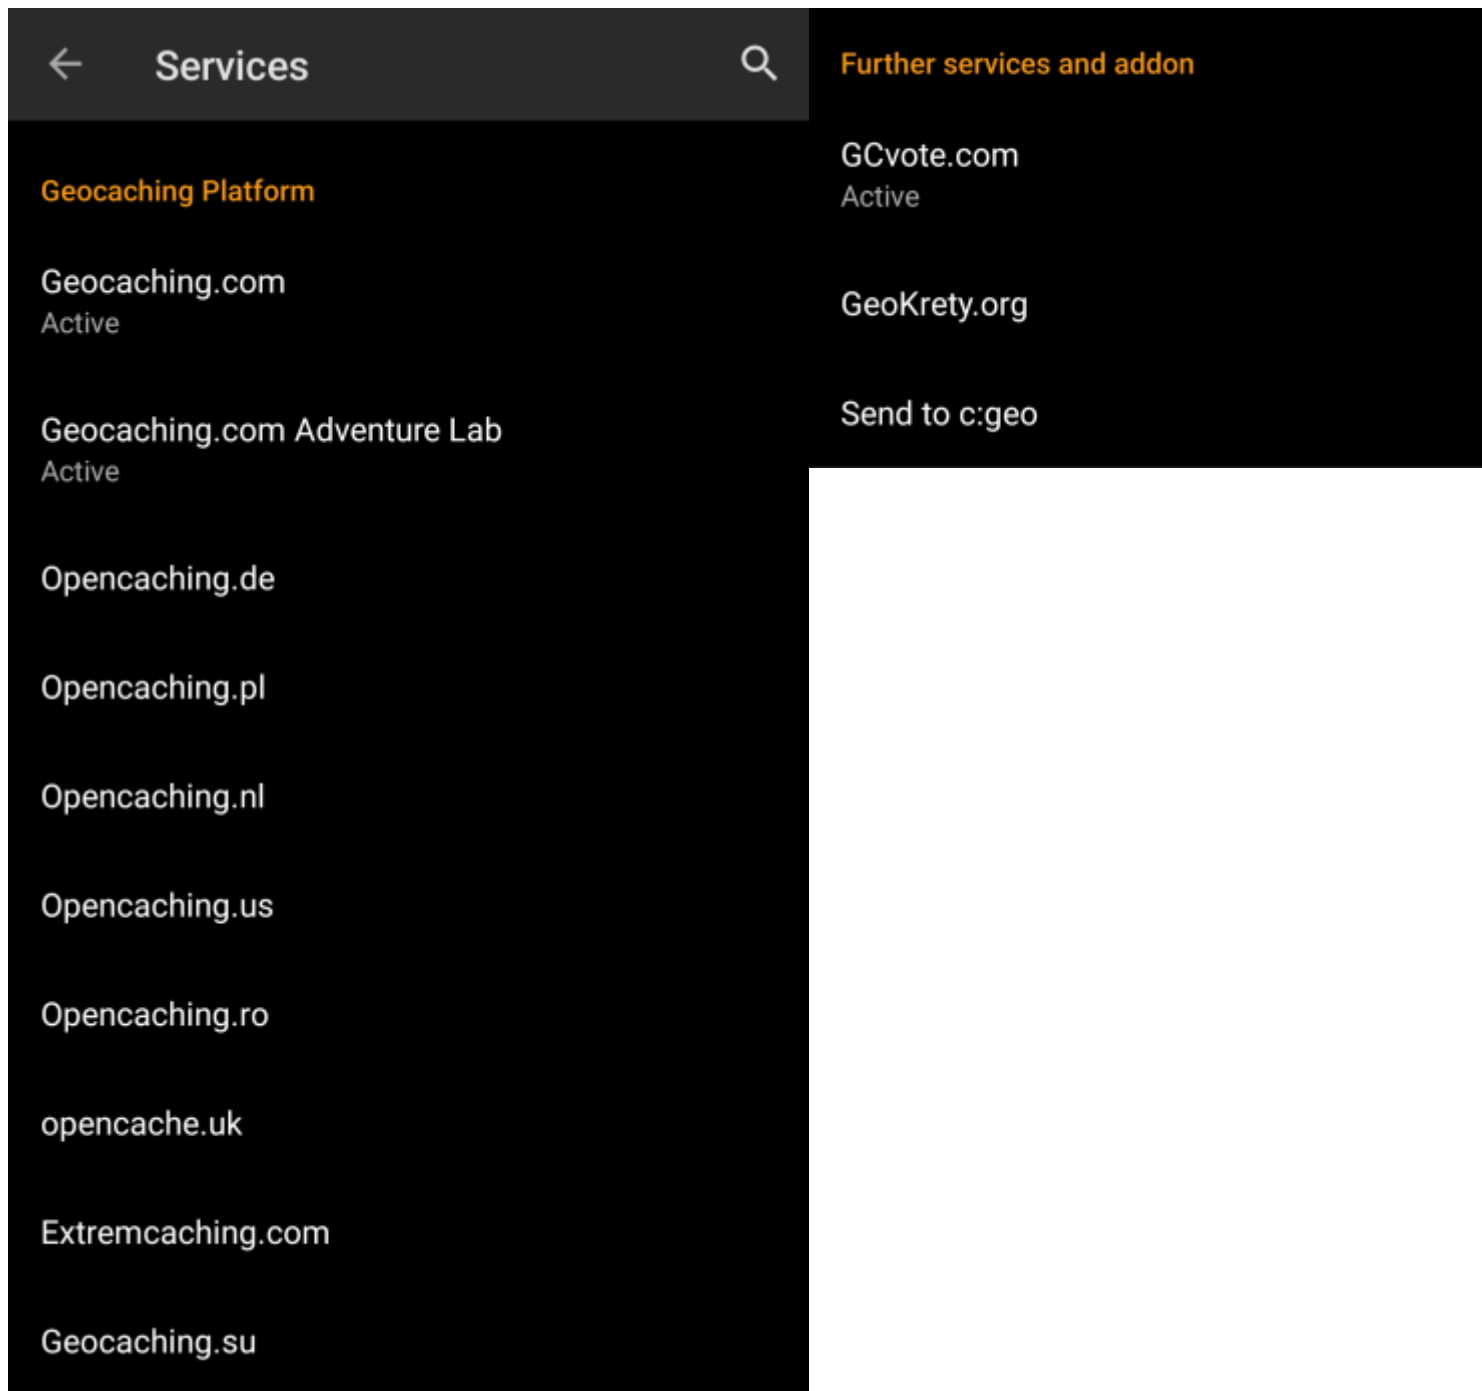 Services
Geocaching Platform
Geocaching.com
Active
Geocaching.com Adventure Lab
Active
Opencaching.de
Opencaching.pl
Opencaching.nl
Opencaching.us
Opencaching.ro
opencache.uk
Extremcaching.com
Geocaching.su
Further services and addon
GCvote.com
Active
GeoKrety.org
Send to c:geo